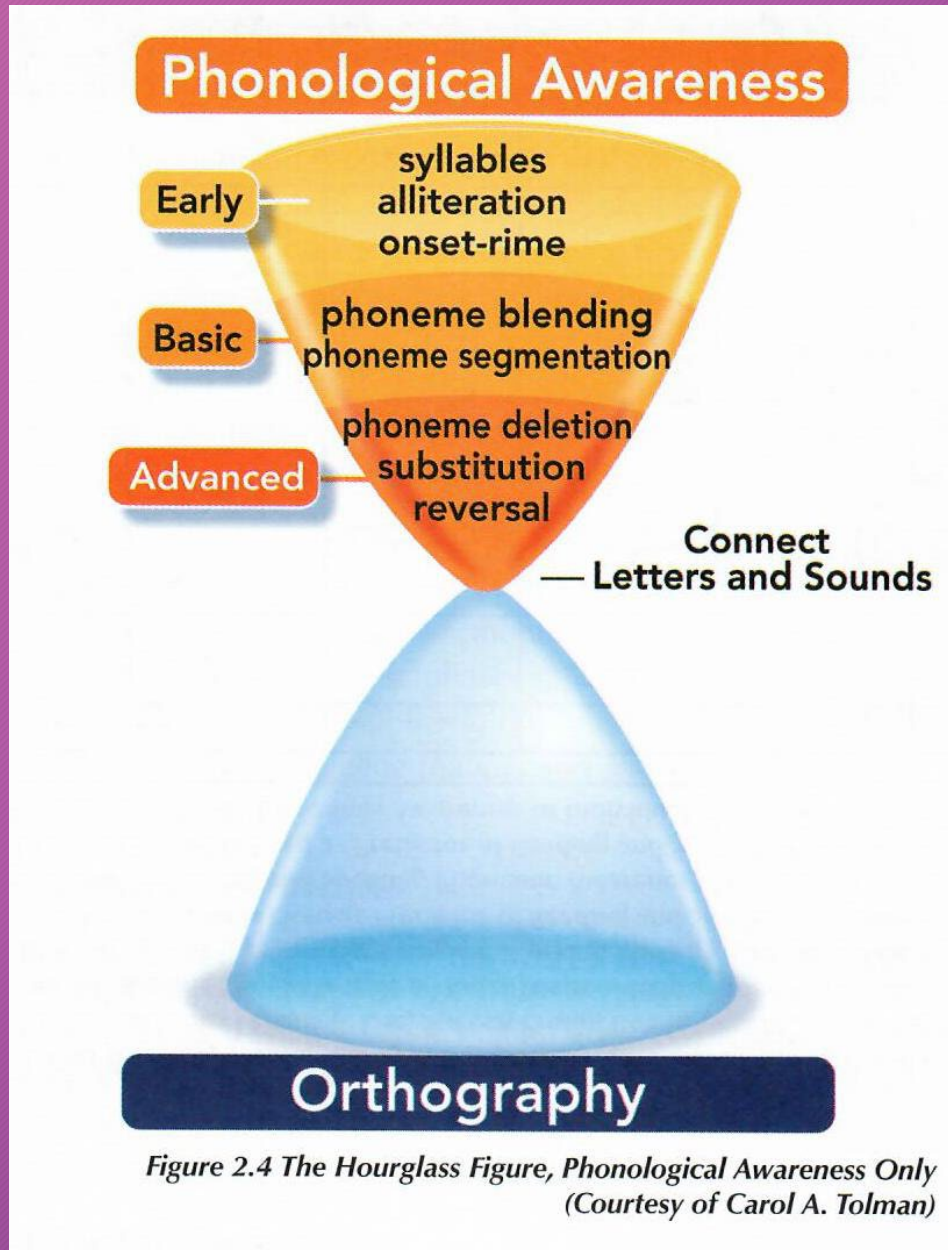 Phonological Awareness
Early
syllables
alliteration
onset-rime
Basic
phoneme blending
phoneme segmentation
Advanced
phoneme deletion
substitution
reversal
Connect
Letters and Sounds
Orthography
Figure 2.4 The Hourglass Figure, Phonological Awareness Only
(Courtesy of Carol A. Tolman)